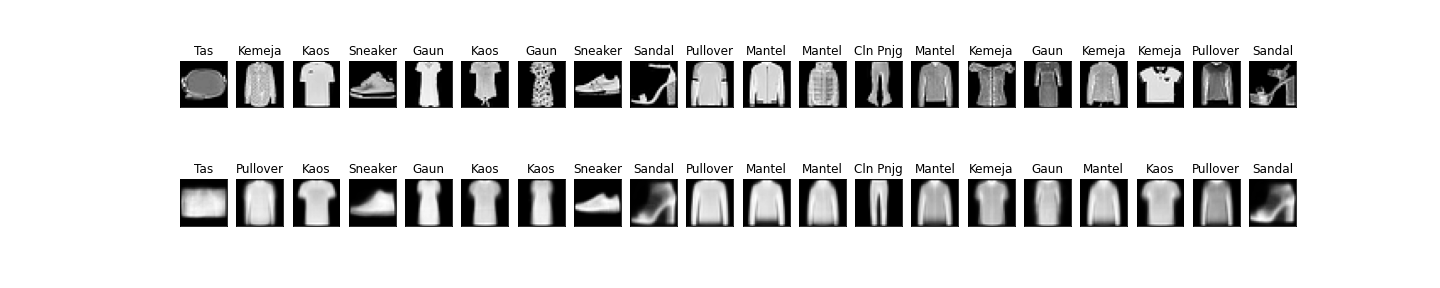 Tas Kemeja Kaos Sneaker Gaun Kaos Gaun Sneaker Sandal Pullover Mantel Mantel Cln Pnjg Mantel Kemeja Gaun Kemeja Kemeja Pullover Sandal
Tas Pullover Kaos Sneaker Gaun Kaos Kaos Sneaker Sandal Pullover Mantel Mantel Cln Pnjg Mantel Kemeja Gaun Mantel Kaos Pullover Sandal